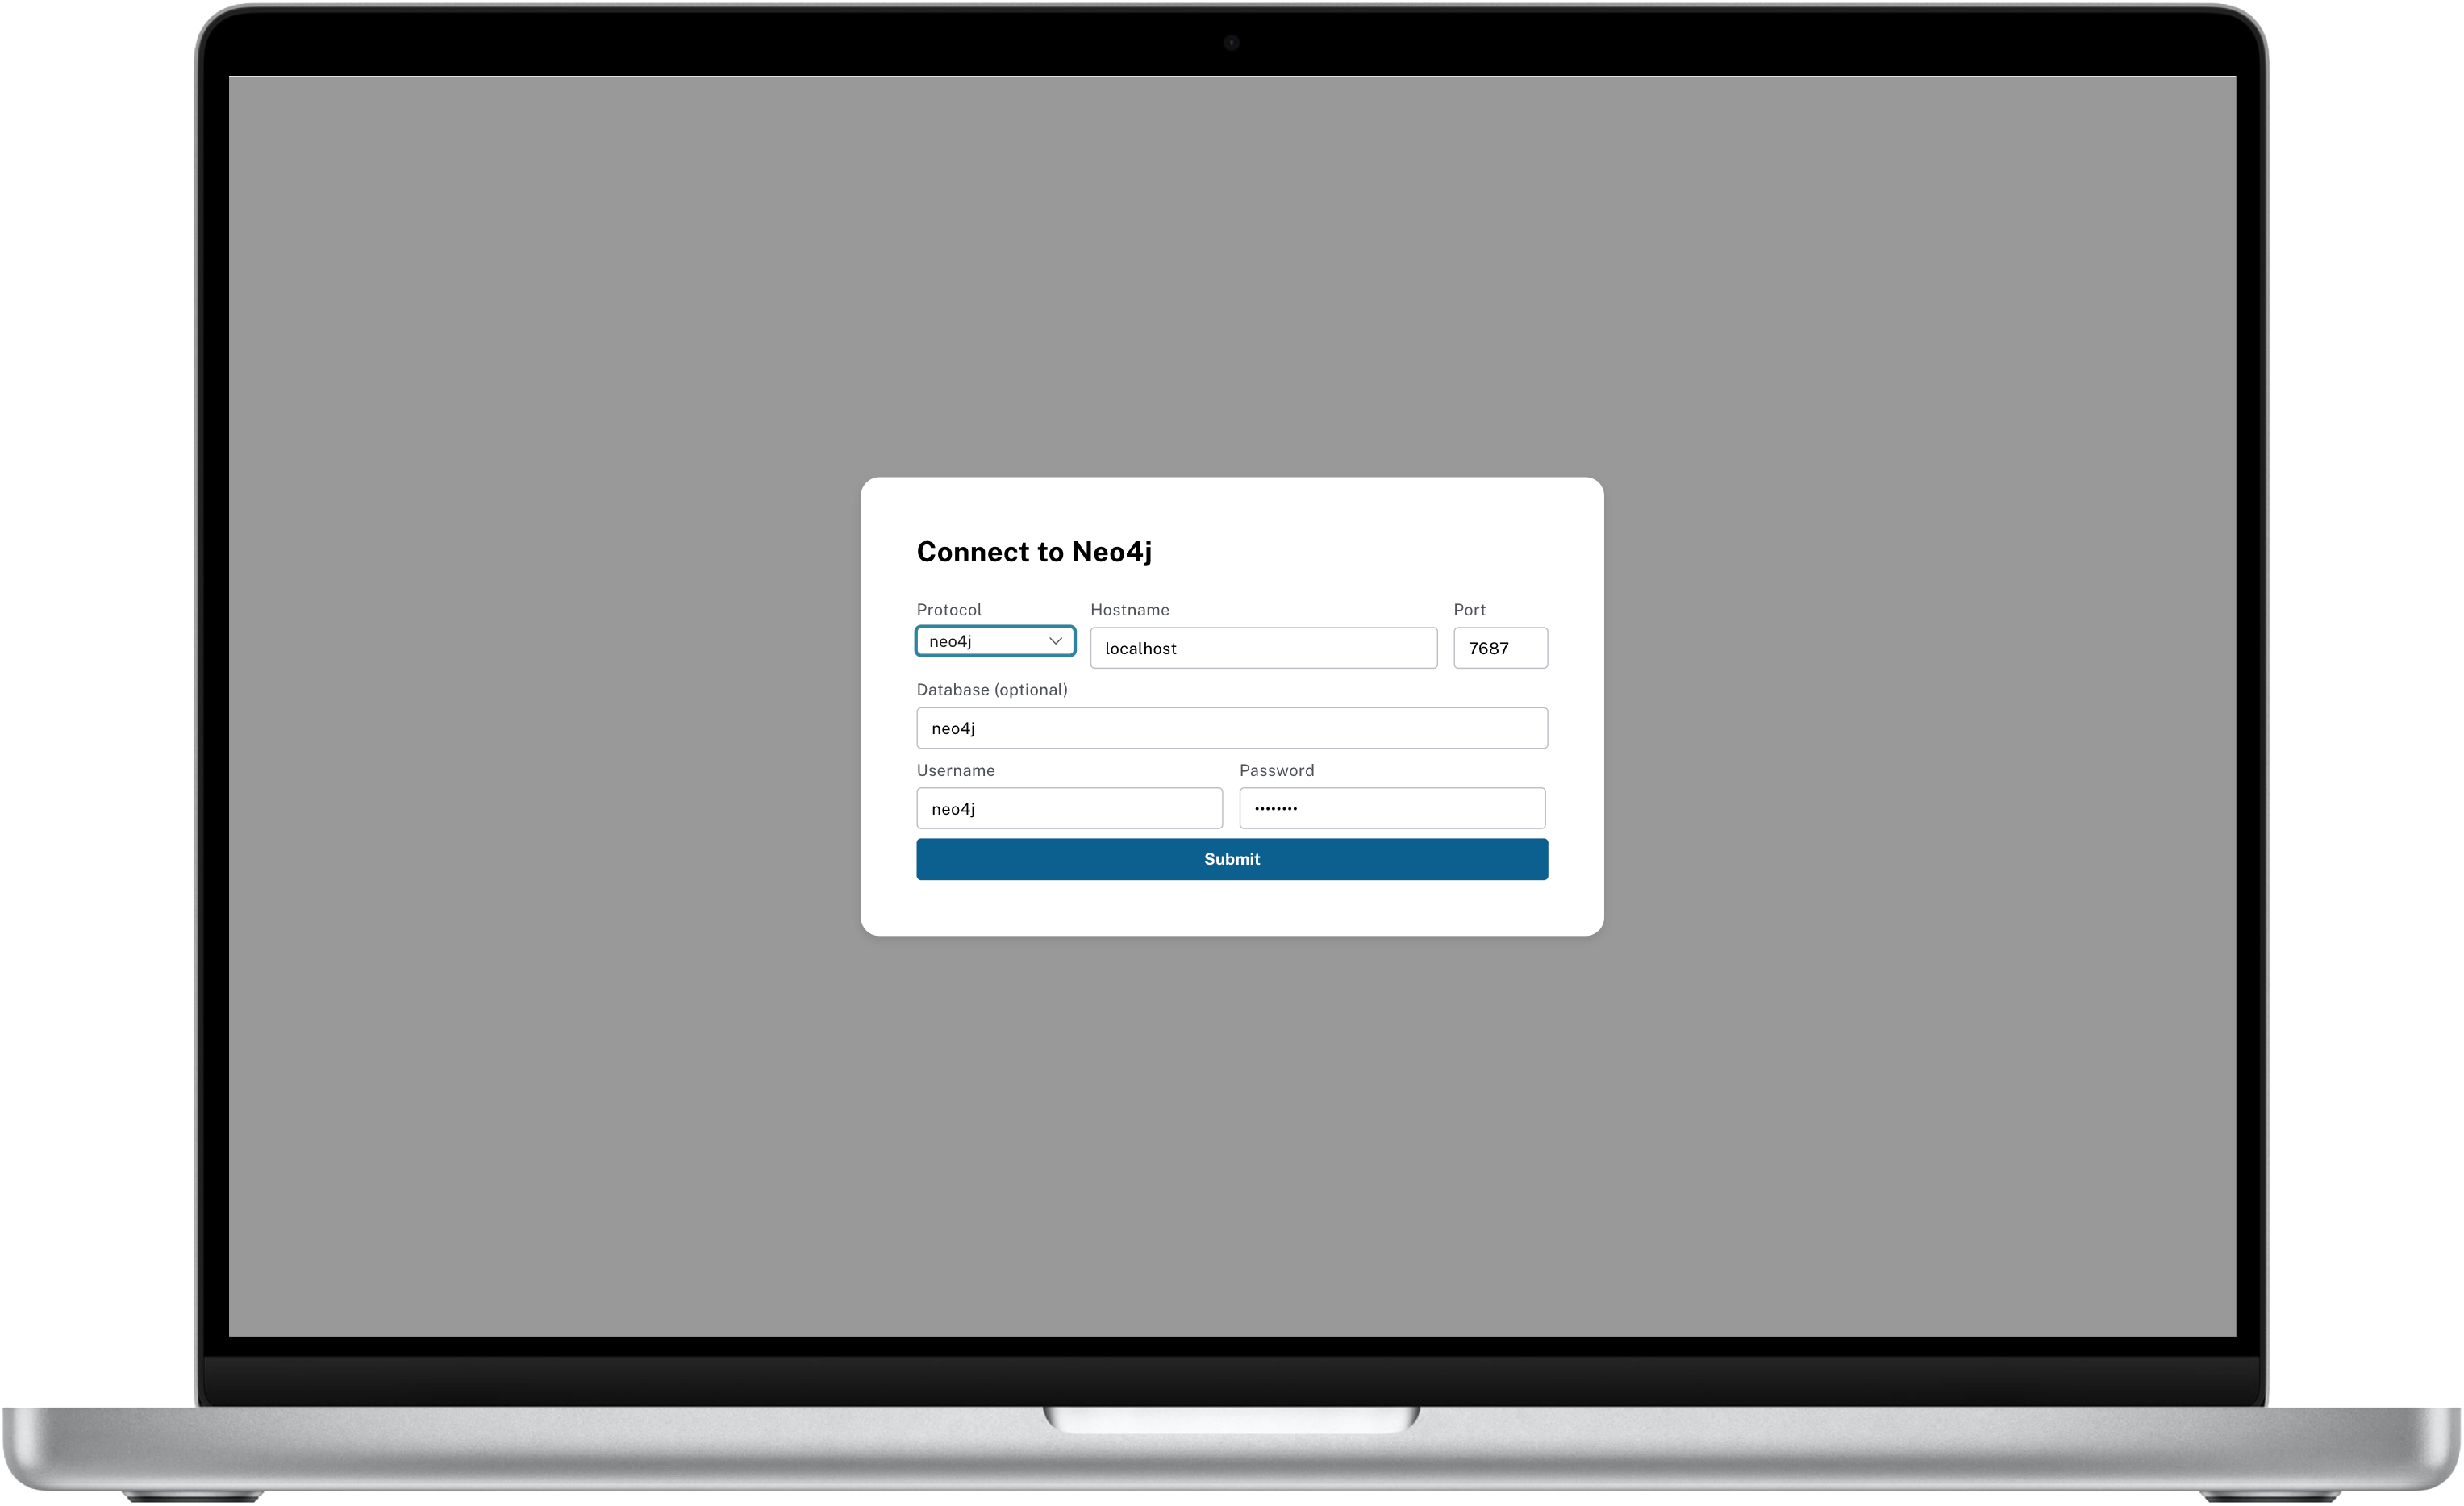 Connect to Neo4j
Protocol Hostname Port
neo4j localhost 7687
Database (optional)
neo4j
Username Password
neo4j ••••••••
Submit